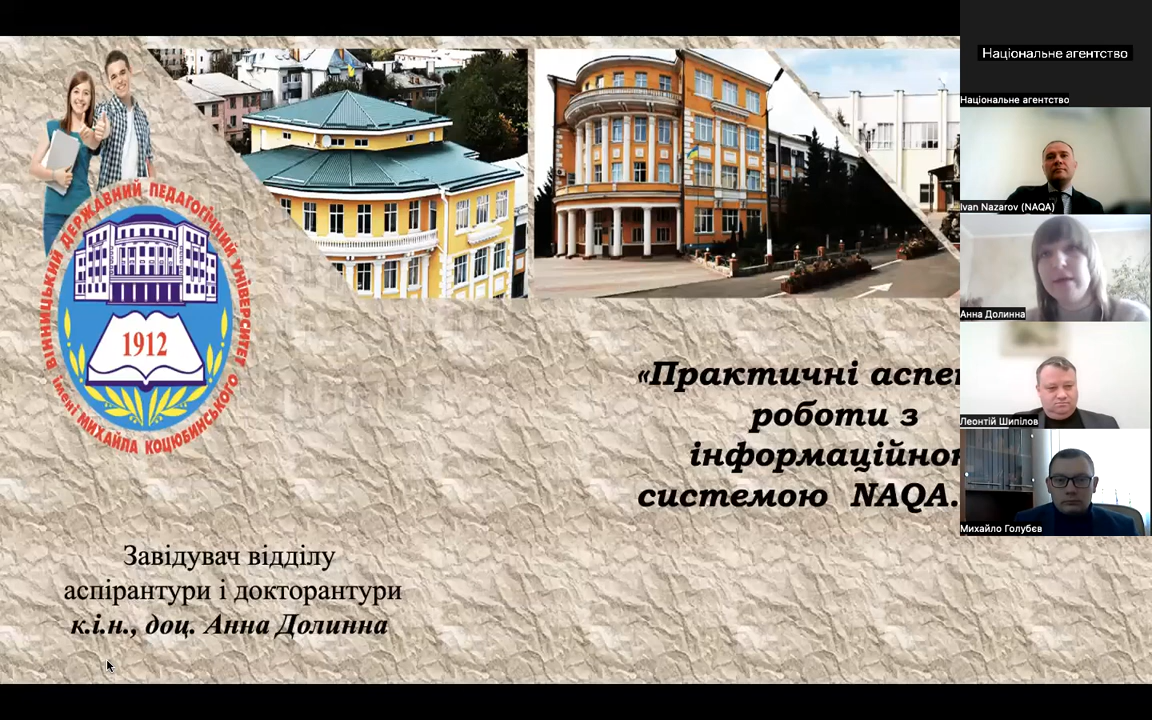 ВІННИЦЬКИЙ ДЕРЖАВНИЙ ПЕДАГОГІЧНИЙ УНІВЕРСИТЕТ
імені МИХАЙЛА КОЦЮБИНСЬКОГО
1912
«Практичні аспе
роботи з
інформаційно
системою NAQA.
Завідувач відділу
аспірантури і докторантури
к.і.н., доц. Анна Долинна
Національне агентство
Національне агентство
Ivan Nazarov (NAQA)
Анна Долинна
Леонтій Шипілов
Михайло Голубєв